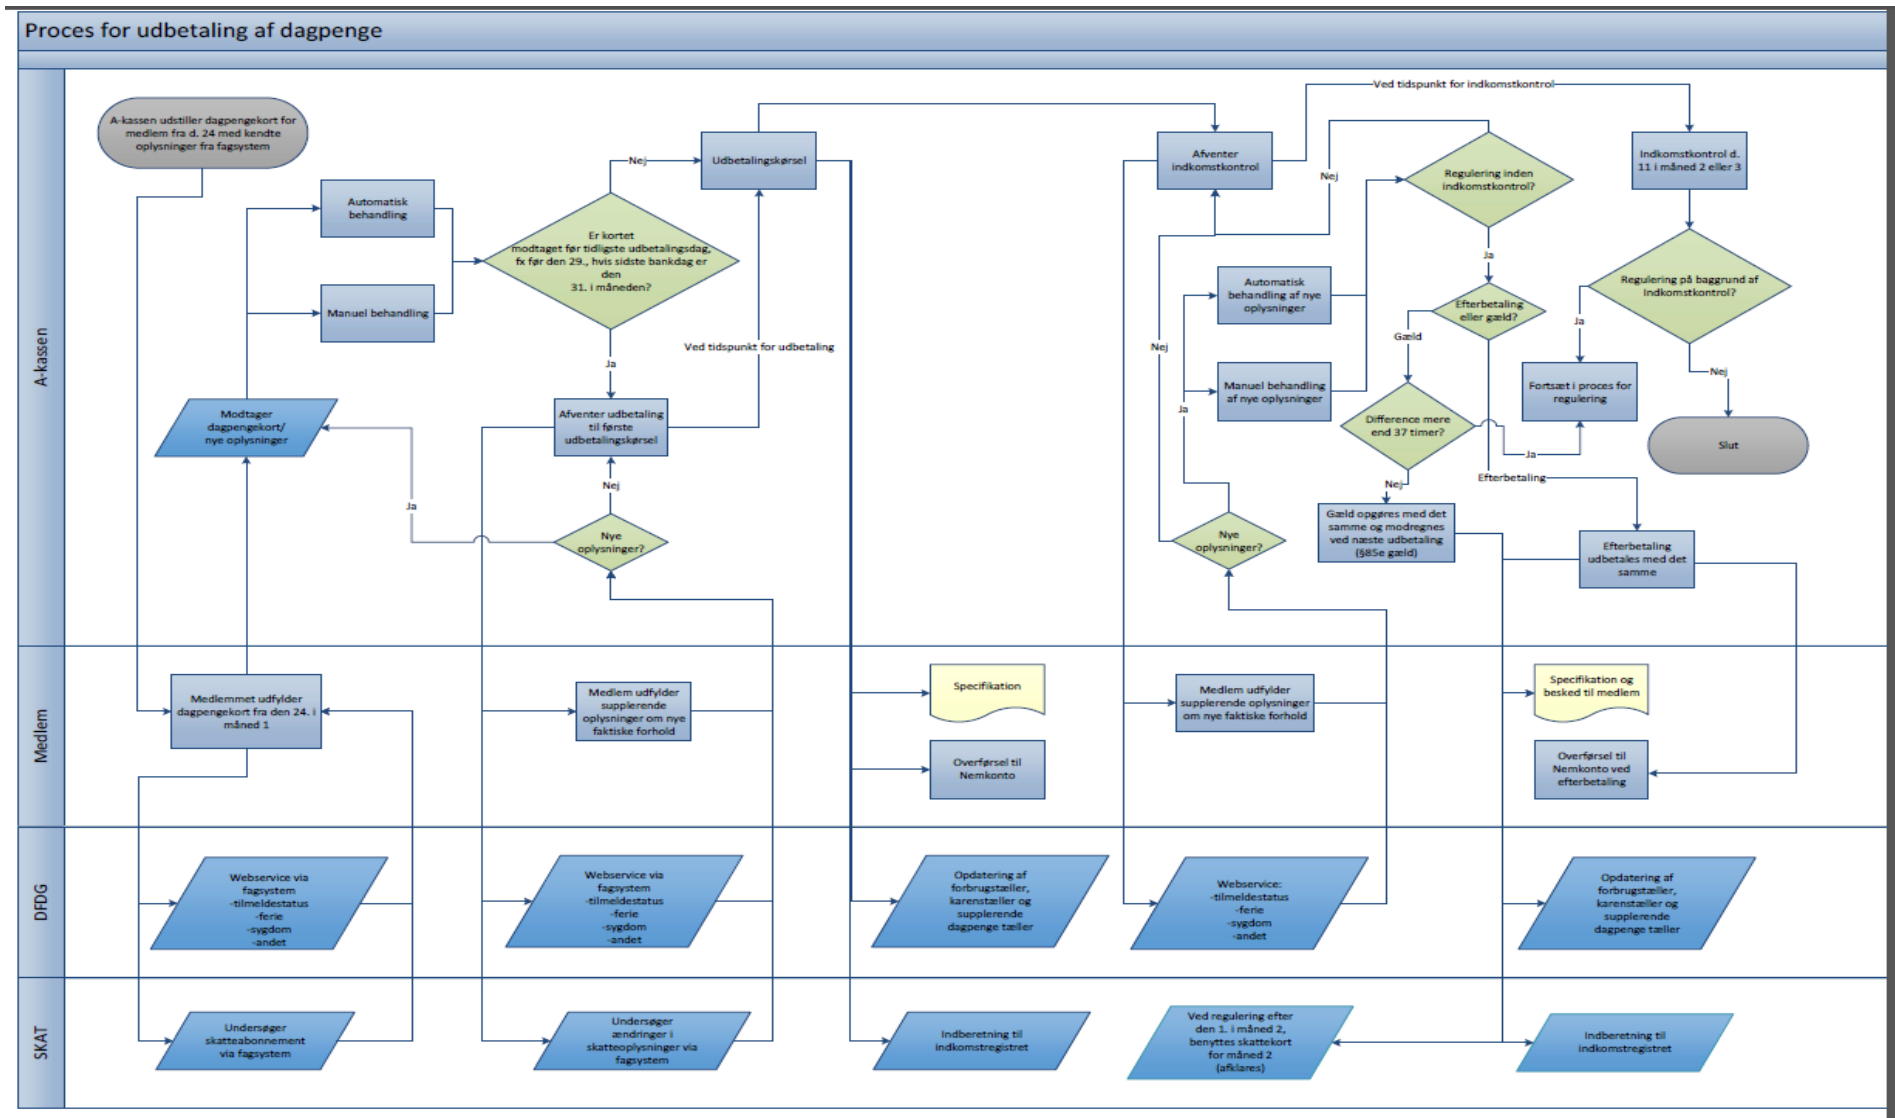 Proces for udbetaling af dagpenge
A-kassen
A-kassen udstiller dagpengekort for
medlem fra d. 24 med kendte
oplysninger fra fagsystem
Automatisk
behandling
Manuel behandling
Modtager
dagpengekort/
nye oplysninger
Er kortet
modtaget før tidligste udbetalingsdag,
fx før den 29., hvis sidste bankdag er
den
31. i måneden?
Nej
Ja
Udbetalingskørsel
Ved tidspunkt for udbetaling
Afventer udbetaling
til første
udbetalingskørsel
Nej
Ja
Nye
oplysninger?
Afventer
indkomstkontrol
Ved tidspunkt for indkomstkontrol
Nej
Regulering inden
indkomstkontrol?
Ja
Indkomstkontrol d.
11 i måned 2 eller 3
Automatisk
behandling af nye
oplysninger
Manuel behandling
af nye oplysninger
Nej
Ja
Nye
oplysninger?
Efterbetaling
eller gæld?
Gæld
Difference mere
end 37 timer?
Ja
Nej
Efterbetaling
Gæld opgøres med det
samme og modregnes
ved næste udbetaling
(§85e gæld)
Efterbetaling
udbetales med det
samme
Regulering på baggrund af
Indkomstkontrol?
Ja
Nej
Fortsæt i proces for
regulering
Slut
Medlem
Medlemmet udfylder
dagpengekort fra den 24. i
måned 1
Medlem udfylder
supplerende
oplysninger om nye
faktiske forhold
Specifikation
Overførsel til
Nemkonto
Medlem udfylder
supplerende oplysninger
om nye faktiske forhold
Specifikation og
besked til medlem
Overførsel til
Nemkonto ved
efterbetaling
DFDG
Webservice via
fagsystem
-tilmeldestatus
-ferie
-sygdom
-andet
Webservice via
fagsystem
-tilmeldestatus
-ferie
-sygdom
-andet
Opdatering af
forbrugstæller,
karenstæller og
supplerende
dagpenge tæller
Webservice:
-tilmeldestatus
-ferie
-sygdom
-andet
Opdatering af
forbrugstæller,
karenstæller og
supplerende
dagpenge tæller
SKAT
Undersøger
skatteabonnement
via fagsystem
Undersøger
ændringer i
skatteoplysninger via
fagsystem
Indberetning til
indkomstregistret
Ved regulering efter
den 1. i måned 2,
benyttes skattekort
for måned 2
(afklares)
Indberetning til
indkomstregistret